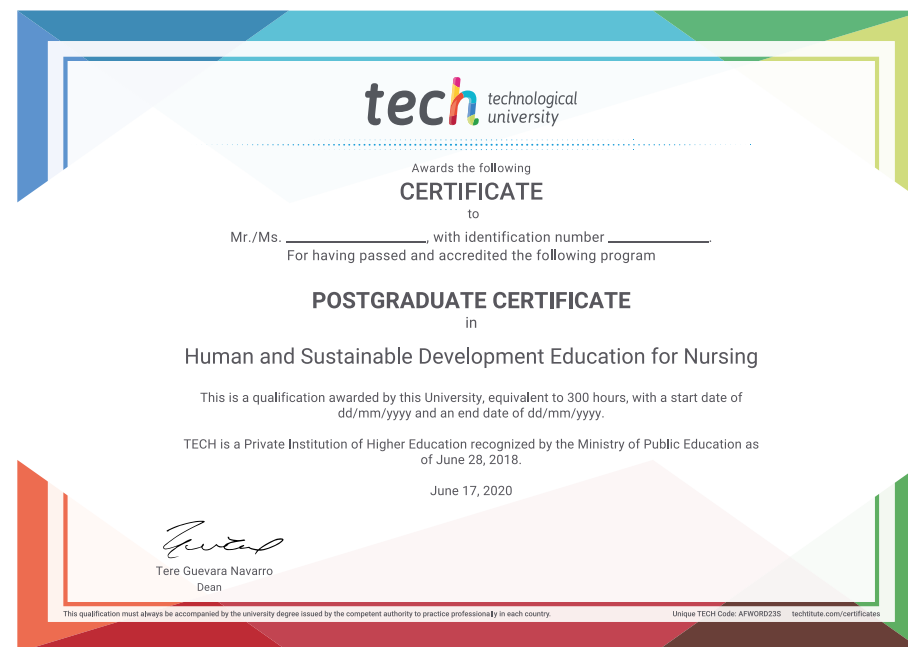 tech technological
university
Awards the following
CERTIFICATE
to
Mr./Ms. ____________________, with identification number ______________.
For having passed and accredited the following program
POSTGRADUATE CERTIFICATE
in
Human and Sustainable Development Education for Nursing
This is a qualification awarded by this University, equivalent to 300 hours, with a start date of
dd/mm/yyyy and an end date of dd/mm/yyyy.
TECH is a Private Institution of Higher Education recognized by the Ministry of Public Education as
of June 28, 2018.
June 17, 2020
Tere Guevara Navarro
Dean
This qualification must always be accompanied by the university degree issued by the competent authority to practice professionally in each country. Unique TECH Code: AFWORD23S techtitute.com/certificates